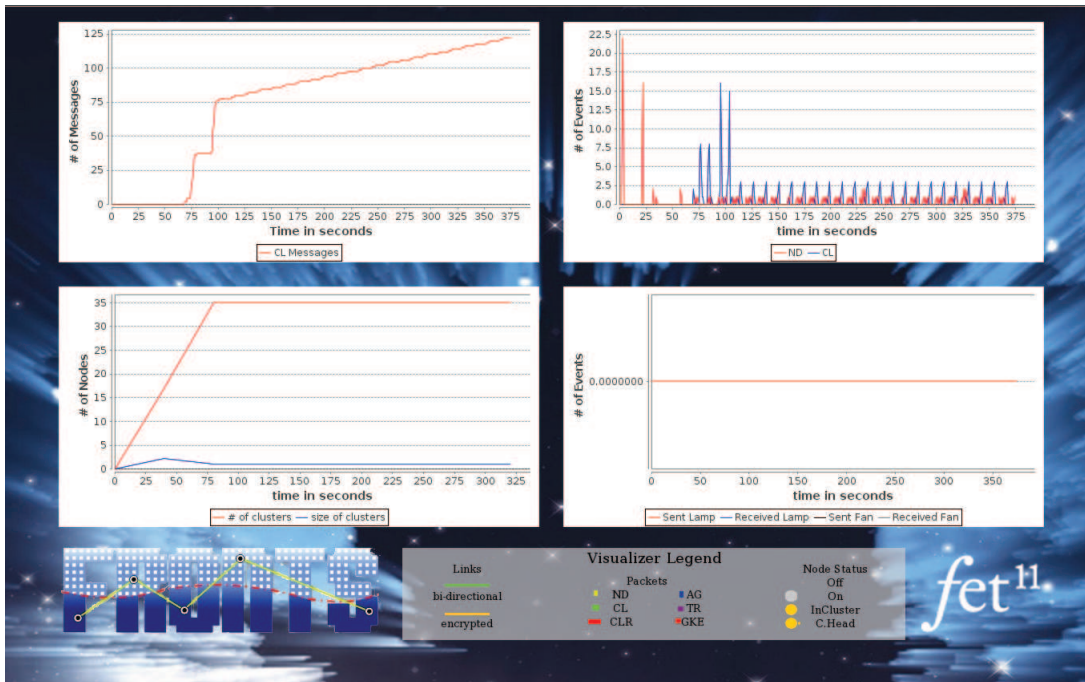 125
100
75
50
25
0
# of Messages
0 25 50 75 100 125 150 175 200 225 250 275 300 325 350 375
Time in seconds
CL Messages
22.5
20.0
17.5
15.0
12.5
10.0
7.5
5.0
2.5
0.0
# of Events
0 25 50 75 100 125 150 175 200 225 250 275 300 325 350 375
time in seconds
ND CL
35
30
25
20
15
10
5
0
# of Nodes
0 25 50 75 100 125 150 175 200 225 250 275 300 325
time in seconds
# of clusters size of clusters
0.0000000
# of Events
0 50 100 150 200 250 300 350
time in seconds
Sent Lamp Received Lamp Sent Fan Received Fan
Visualizer Legend
Links
bi-directional
encrypted
Packets
ND AG
CL TR
CLR GKE
Node Status
Off
On
InCluster
C.Head
fet11